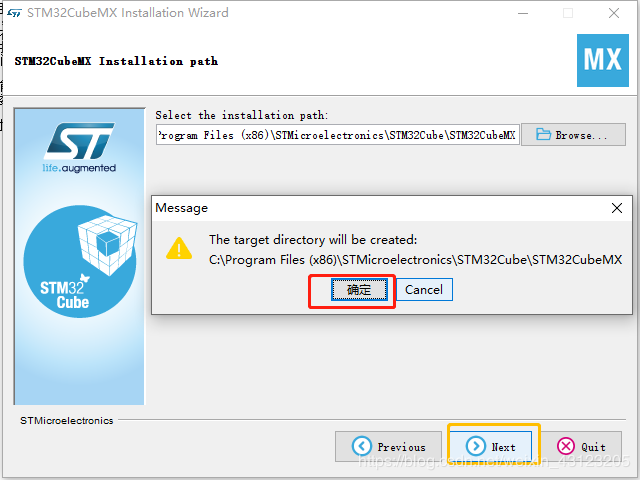 STM32CubeMX Installation Wizard
STM32CubeMX Installation path
MX
Select the installation path:
rogram Files (x86)\STMicroelectronics\STM32Cube\STM32CubeMX
Browse...
ST
life.augmented
Message
The target directory will be created:
C:\Program Files (x86)\STMicroelectronics\STM32Cube\STM32CubeMX
确定
Cancel
STM32
Cube
STMicroelectronics
Previous
Next
Quit
https://blog.csdn.net/weixin_43123205